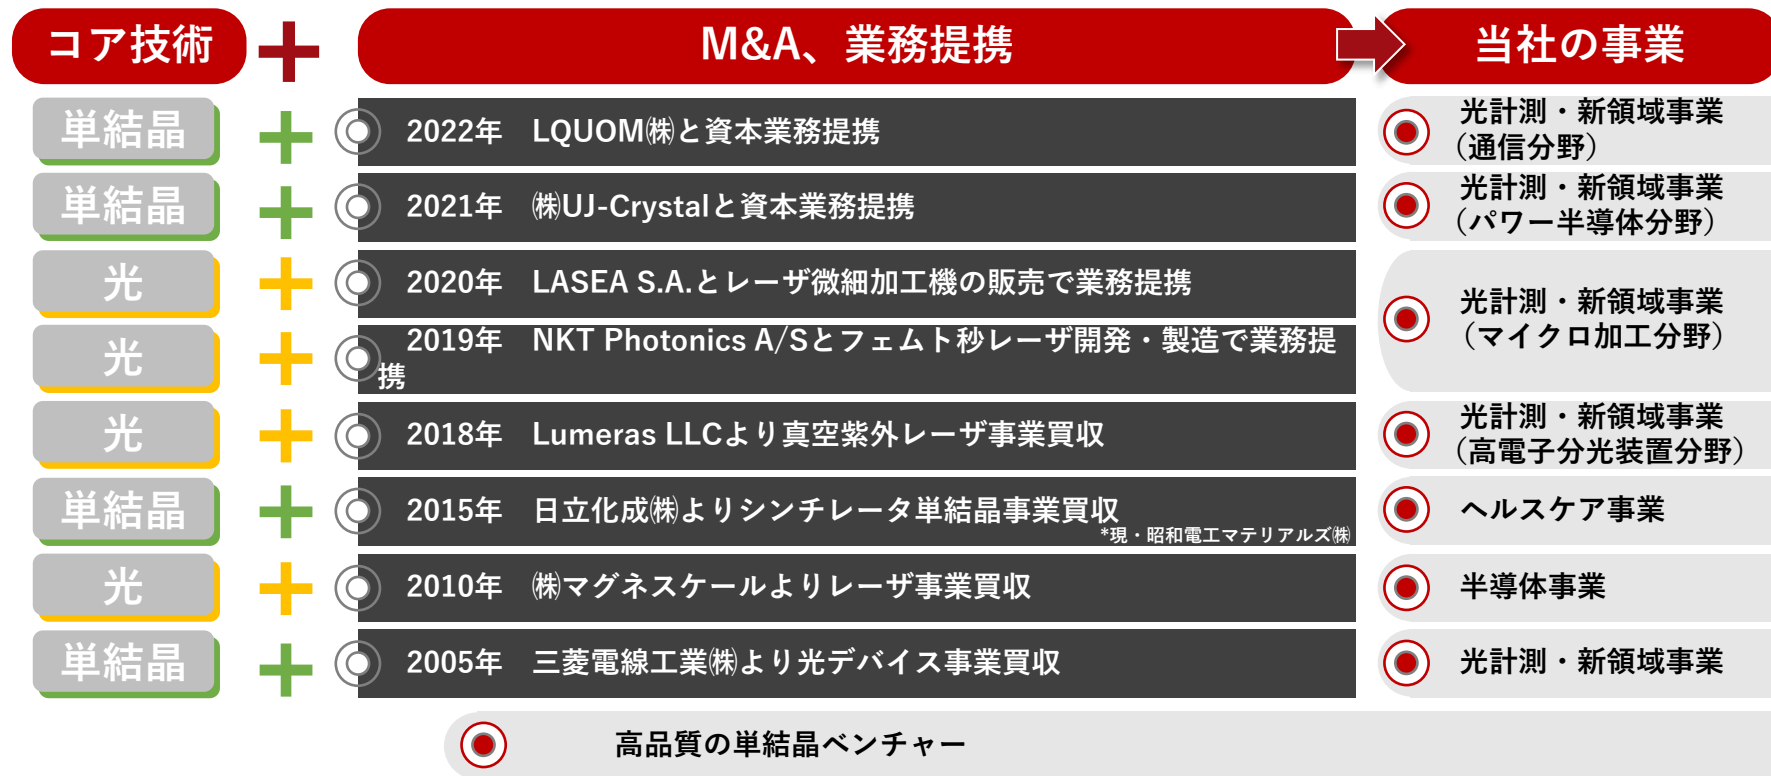 コア技術 + M&A、業務提携 当社の事業
単結晶 + 2022年 LQUOM㈱と資本業務提携 光計測・新領域事業
（通信分野）
単結晶 + 2021年 ㈱UJ-Crystalと資本業務提携 光計測・新領域事業
（パワー半導体分野）
光 + 2020年 LASEA S.A.とレーザ微細加工機の販売で業務提携
光計測・新領域事業
（マイクロ加工分野）
光 + 2019年 NKT Photonics A/Sとフェムト秒レーザ開発・製造で業務提
携
光 + 2018年 Lumeras LLCより真空紫外レーザ事業買収 光計測・新領域事業
（高電子分光装置分野）
単結晶 + 2015年 日立化成㈱よりシンチレータ単結晶事業買収 ヘルスケア事業
*現・昭和電工マテリアルズ㈱
光 + 2010年 ㈱マグネスケールよりレーザ事業買収 半導体事業
単結晶 + 2005年 三菱電線工業㈱より光デバイス事業買収 光計測・新領域事業
高品質の単結晶ベンチャー